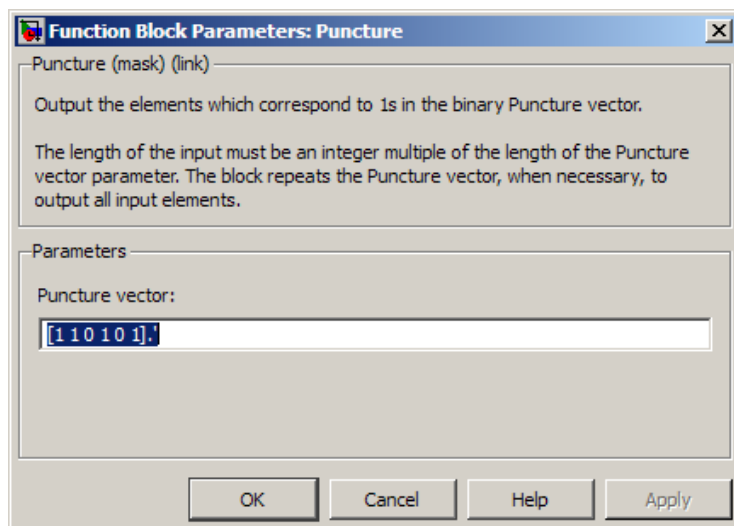 Function Block Parameters: Puncture
Puncture (mask) (link)
Output the elements which correspond to 1s in the binary Puncture vector.
The length of the input must be an integer multiple of the length of the Puncture
vector parameter. The block repeats the Puncture vector, when necessary, to
output all input elements.
Parameters
Puncture vector:
[1 1 0 1 0 1].'
OK Cancel Help Apply